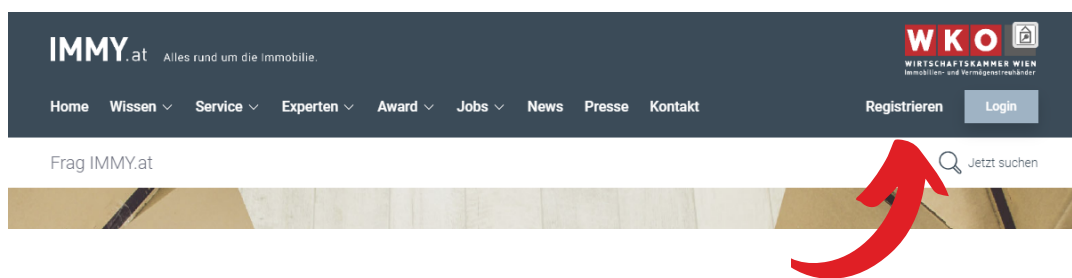 IMMY.at Alles rund um die Immobilie.
WKO
WIRTSCHAFTSKAMMER WIEN
Immobilien- und Vermögenstreuhänder
Home Wissen Service Experten Award Jobs News Presse Kontakt Registrieren Login
Frag IMMY.at Jetzt suchen